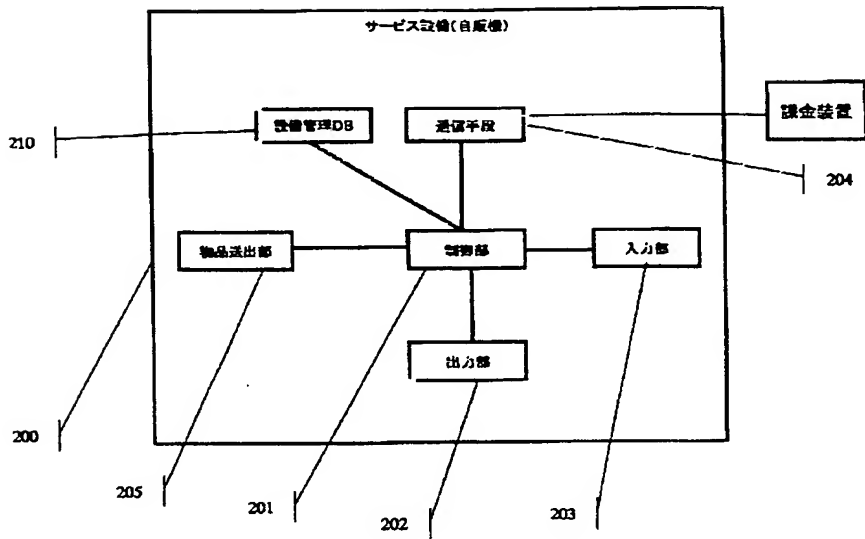 サービス設備(自販機)
設備管理DB
通信手段
課金装置
210
204
物品送出部
制御部
入力部
出力部
200
205
201
202
203